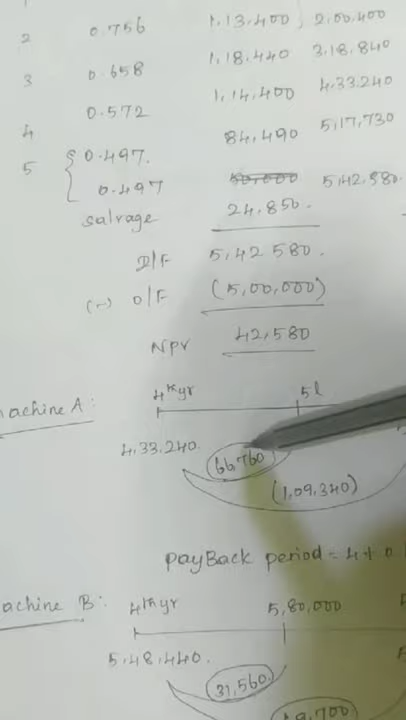 2 0.756 1,13,400 2,00,400
3 0.658 1,18,440 3,18,840
4 0.572 1,14,400 4,33,240
5 0.497 84,490 5,17,730
0.497 5,42,580
salvage 24,850
I/F 5,42 580
(-) O/F (5,00,000)
NPV 42,580
achine A:
4th yr 5l
4,33,240 66,760
(1,09,340)
PayBack period = 4+0
achine B: 4th yr 5,80,000
5,48,440 31,560